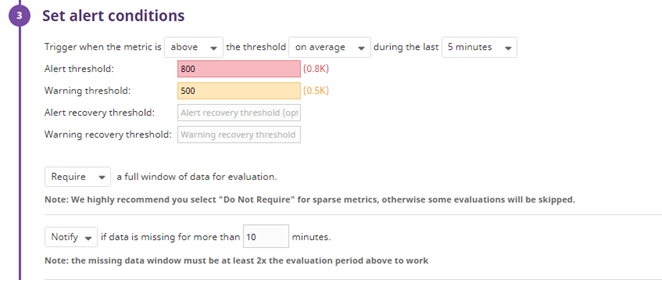 3 Set alert conditions
Trigger when the metric is above the threshold on average during the last 5 minutes
Alert threshold: 800 (0.8K)
Warning threshold: 500 (0.5K)
Alert recovery threshold: Alert recovery threshold (opt
Warning recovery threshold: Warning recovery threshold
Require a full window of data for evaluation.
Note: We highly recommend you select "Do Not Require" for sparse metrics, otherwise some evaluations will be skipped.
Notify if data is missing for more than 10 minutes.
Note: the missing data window must be at least 2x the evaluation period above to work